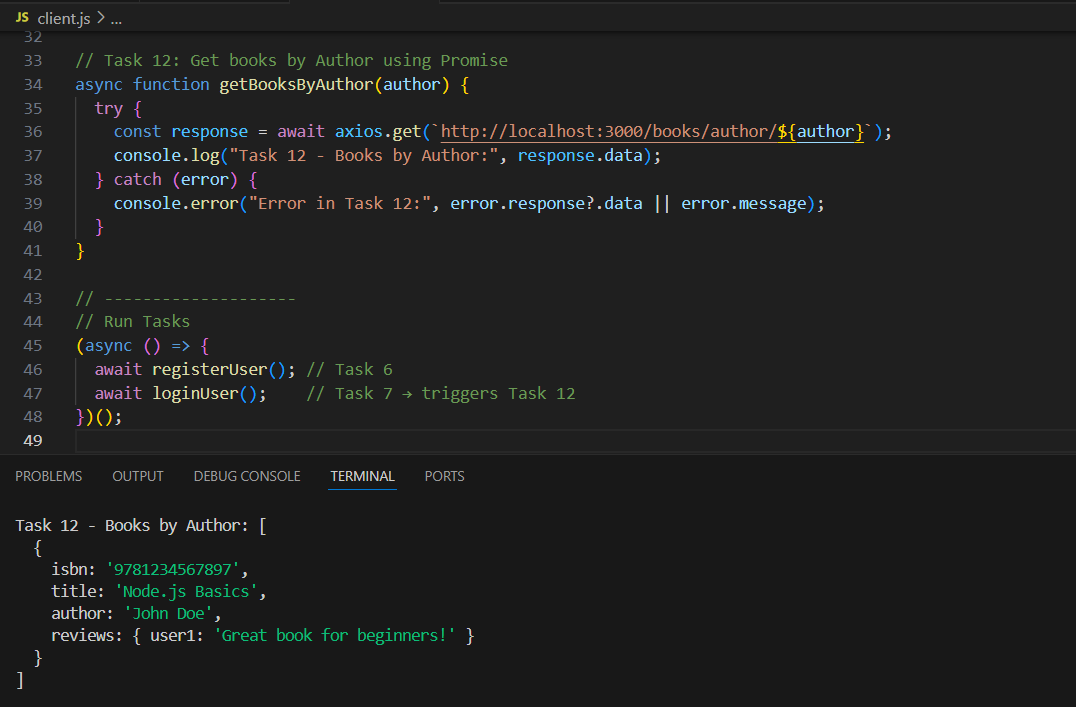 JS client.js > ...
32
33 // Task 12: Get books by Author using Promise
34 async function getBooksByAuthor(author) {
35   try {
36     const response = await axios.get(`http://localhost:3000/books/author/${author}`);
37     console.log("Task 12 - Books by Author:", response.data);
38   } catch (error) {
39     console.error("Error in Task 12:", error.response?.data || error.message);
40   }
41 }
42
43 // --------------------
44 // Run Tasks
45 (async () => {
46   await registerUser(); // Task 6
47   await loginUser();    // Task 7 → triggers Task 12
48 })();
49
PROBLEMS OUTPUT DEBUG CONSOLE TERMINAL PORTS
Task 12 - Books by Author: [
  {
    isbn: '9781234567897',
    title: 'Node.js Basics',
    author: 'John Doe',
    reviews: { user1: 'Great book for beginners!' }
  }
]